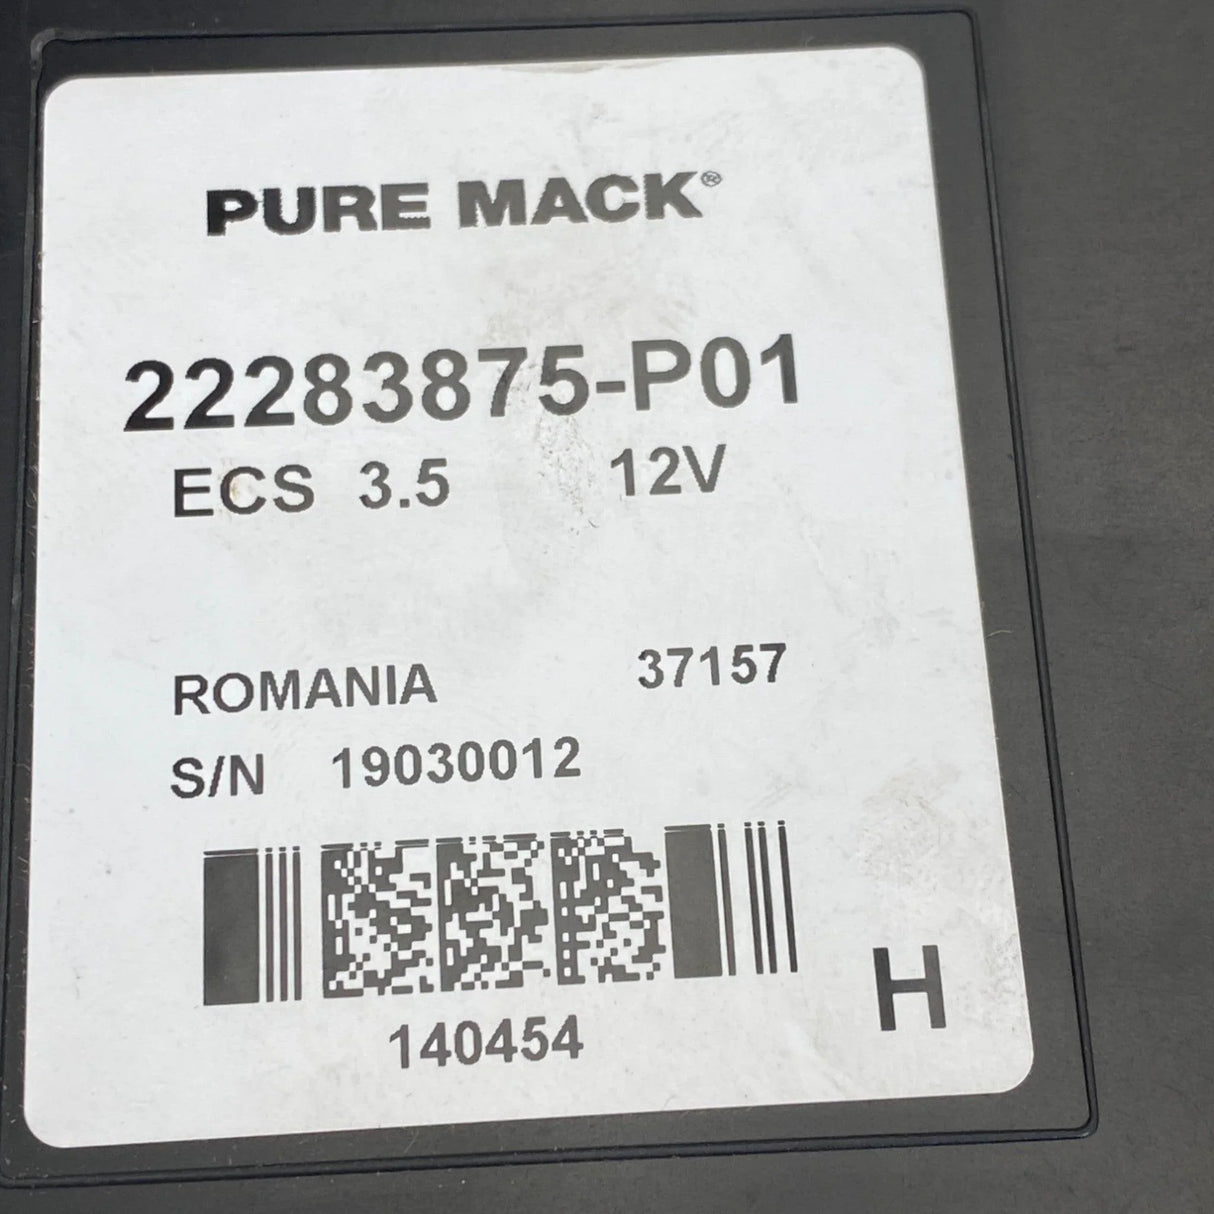 PURE MACK®
22283875-P01
ECS 3.5 12V
ROMANIA 37157
S/N 19030012
140454
H